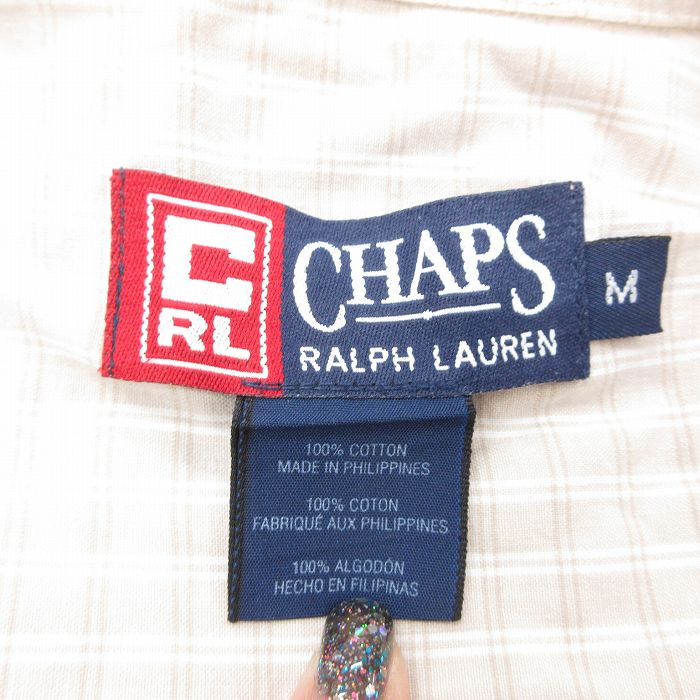 C
RL
CHAPS
RALPH LAUREN
M
100% COTTON
MADE IN PHILIPPINES
100% COTON
FABRIQUÉ AUX PHILIPPINES
100% ALGODÓN
HECHO EN FILIPINAS